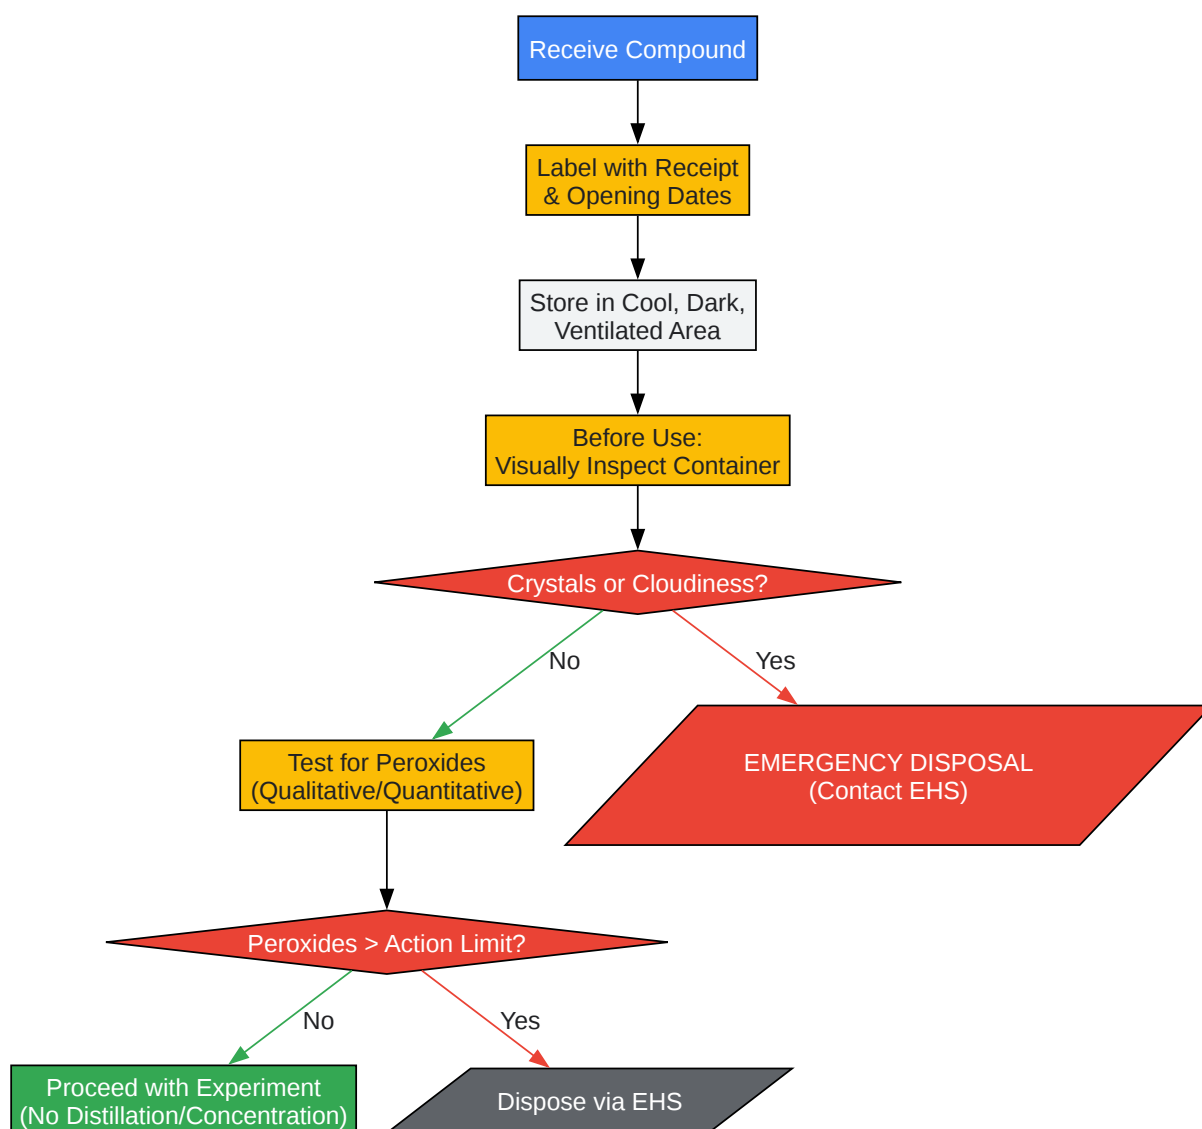 Receive Compound
Label with Receipt
& Opening Dates
Store in Cool, Dark,
Ventilated Area
Before Use:
Visually Inspect Container
Crystals or Cloudiness?
No
Yes
Test for Peroxides
(Qualitative/Quantitative)
EMERGENCY DISPOSAL
(Contact EHS)
Peroxides > Action Limit?
No
Yes
Proceed with Experiment
(No Distillation/Concentration)
Dispose via EHS